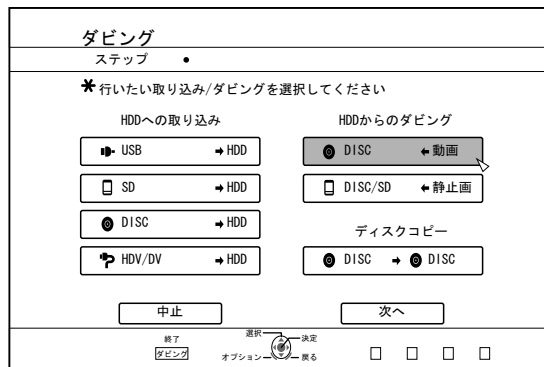 ダビング
ステップ
行いたい取り込み/ダビングを選択してください
HDDへの取り込み
USB ➡ HDD
SD ➡ HDD
DISC ➡ HDD
HDV/DV ➡ HDD
HDDからのダビング
DISC ⬅ 動画
DISC/SD ⬅ 静止画
ディスクコピー
DISC ➡ DISC
中止
次へ
終了
ダビング
選択
決定
オプション
戻る